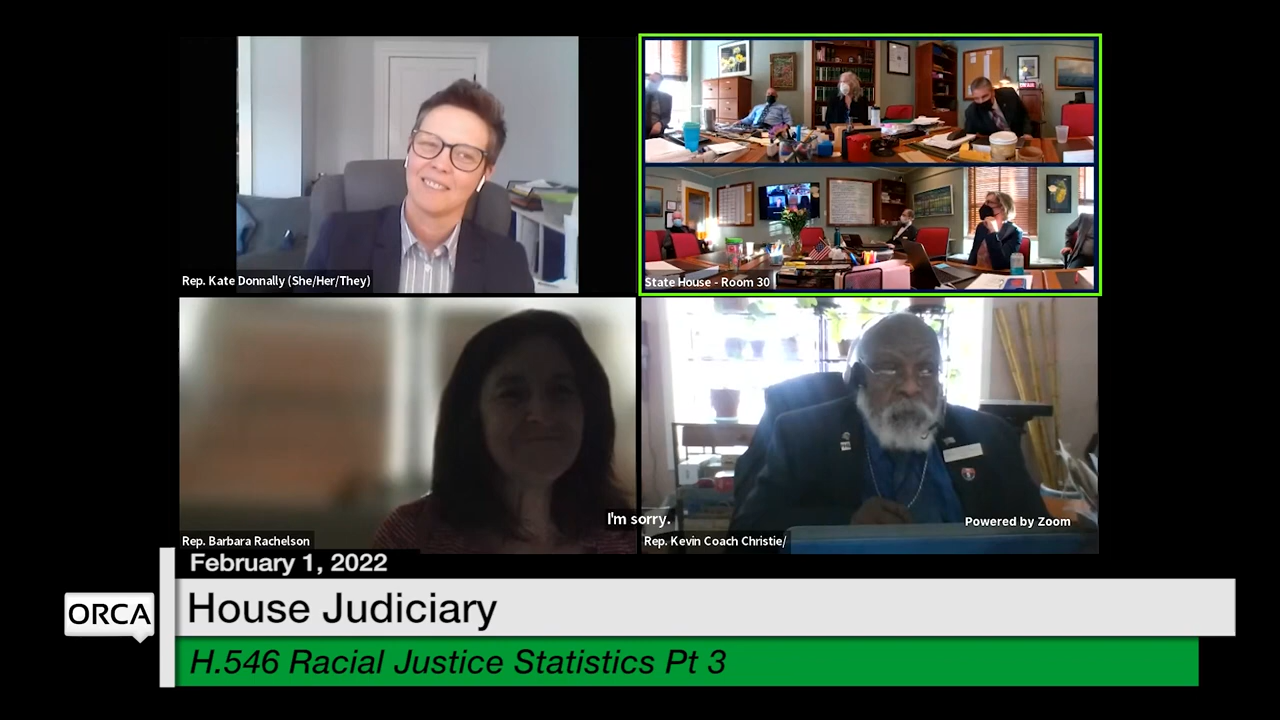 Rep. Kate Donnally (She/Her/They)
State House - Room 30
I'm sorry.
Powered by Zoom
Rep. Barbara Rachelson
Rep. Kevin Coach Christie/
February 1, 2022
ORCA
House Judiciary
H.546 Racial Justice Statistics Pt 3